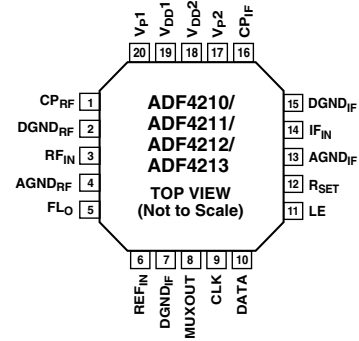 VP1
VDD1
VDD2
VP2
CPIF
20
19
18
17
16
CPRF 1
DGNDRF 2
RFIN 3
AGNDRF 4
FLO 5
ADF4210/
ADF4211/
ADF4212/
ADF4213
TOP VIEW
(Not to Scale)
15 DGNDIF
14 IFIN
13 AGNDIF
12 RSET
11 LE
6
7
8
9
10
REFIN
DGNDIF
MUXOUT
CLK
DATA